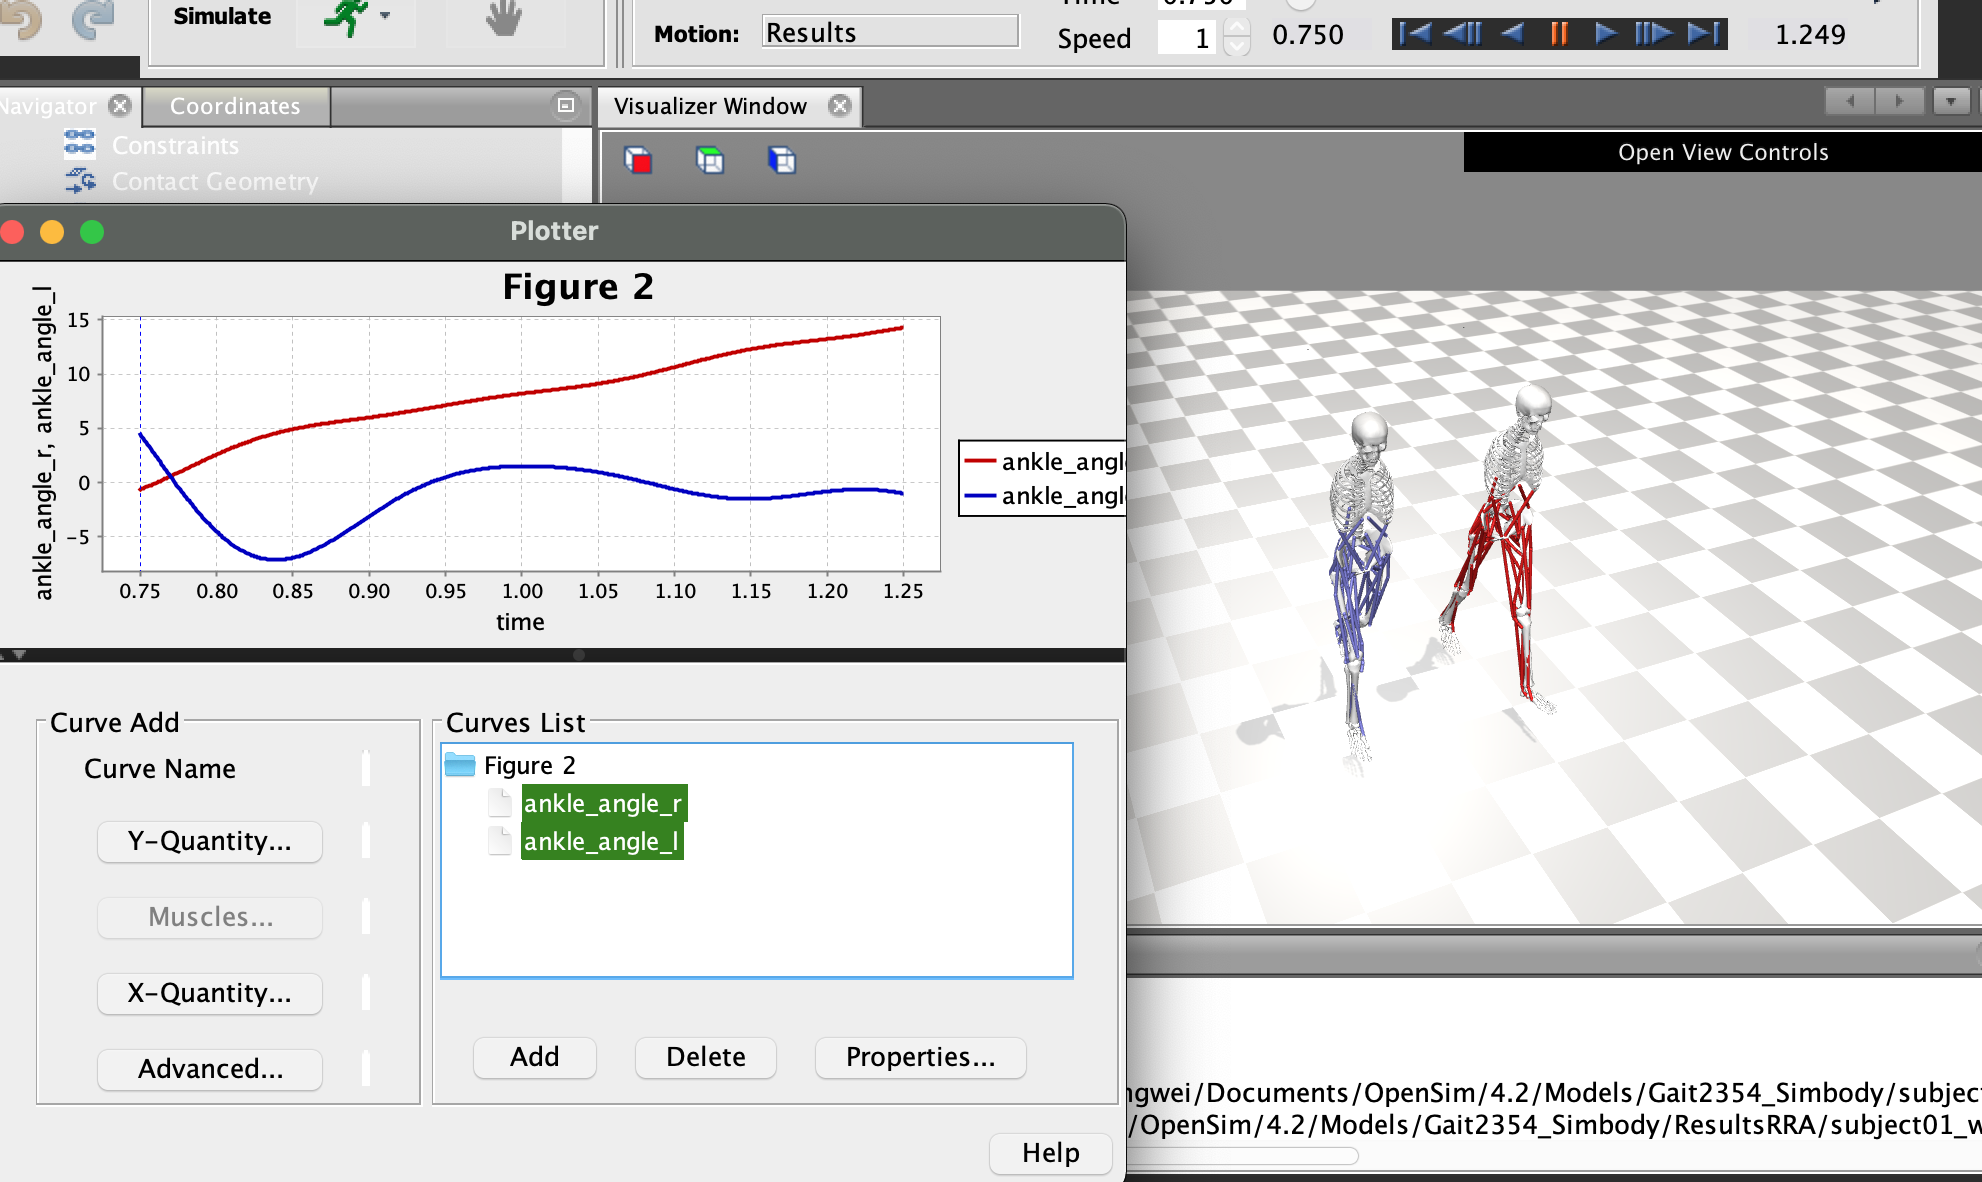 Simulate
Motion:
Results
Speed
1
0.750
1.249
Navigator
Coordinates
Visualizer Window
Constraints
Contact Geometry
Open View Controls
Plotter
Figure 2
ankle_angle_r, ankle_angle_l
15
10
5
0
-5
0.75 0.80 0.85 0.90 0.95 1.00 1.05 1.10 1.15 1.20 1.25
time
ankle_angl
ankle_angl
Curve Add
Curve Name
Y-Quantity...
Muscles...
X-Quantity...
Advanced...
Curves List
Figure 2
ankle_angle_r
ankle_angle_l
Add
Delete
Properties...
Help
ngwei/Documents/OpenSim/4.2/Models/Gait2354_Simbody/subject
/OpenSim/4.2/Models/Gait2354_Simbody/ResultsRRA/subject01_w